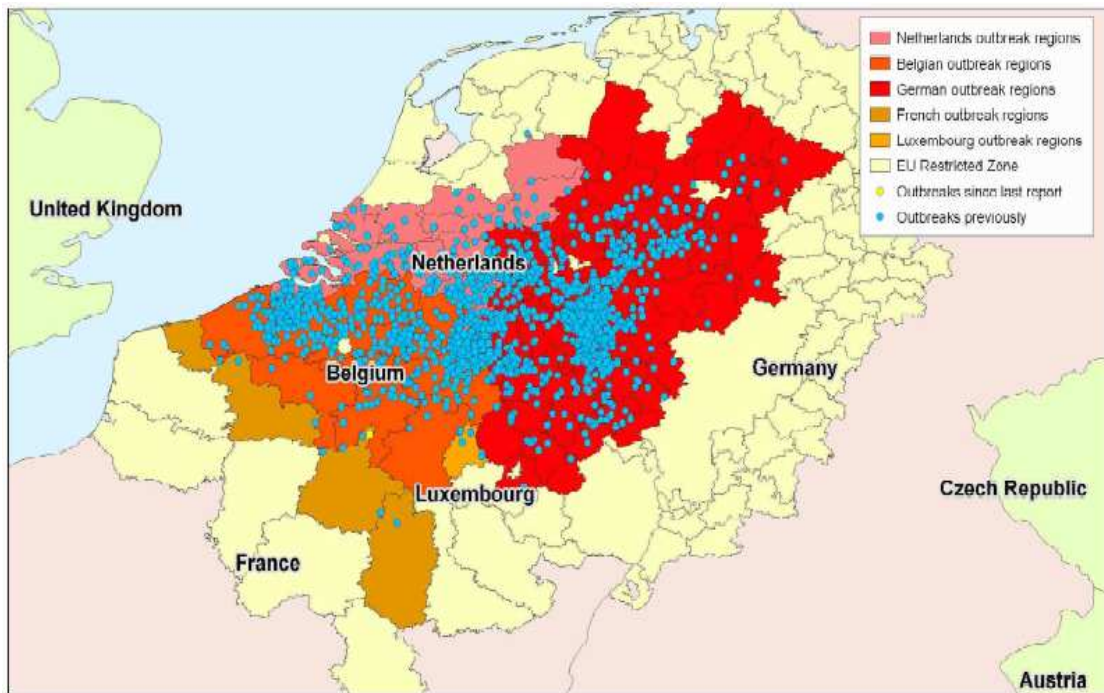 Netherlands outbreak regions
Belgian outbreak regions
German outbreak regions
French outbreak regions
Luxembourg outbreak regions
EU Restricted Zone
Outbreaks since last report
Outbreaks previously
United Kingdom
Netherlands
Belgium
Germany
Luxembourg
Czech Republic
France
Austria